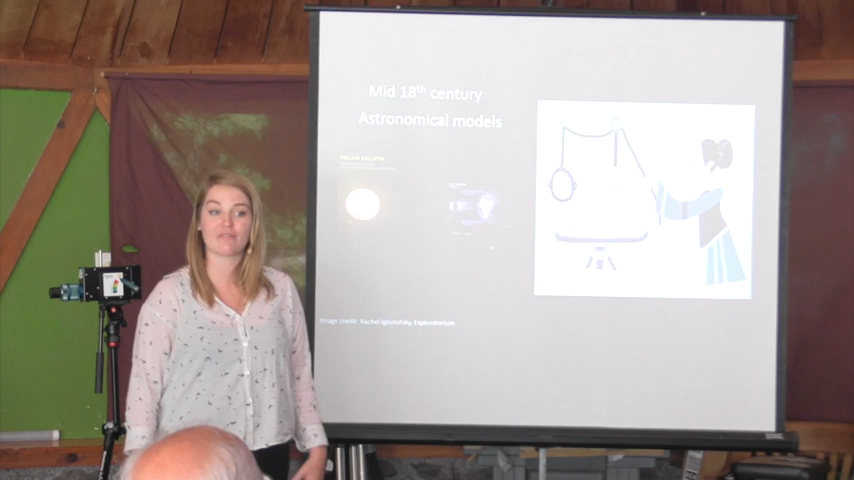 Mid 18th century
Astronomical models
Image credit: Rachel Ignotofsky, Exploratorium